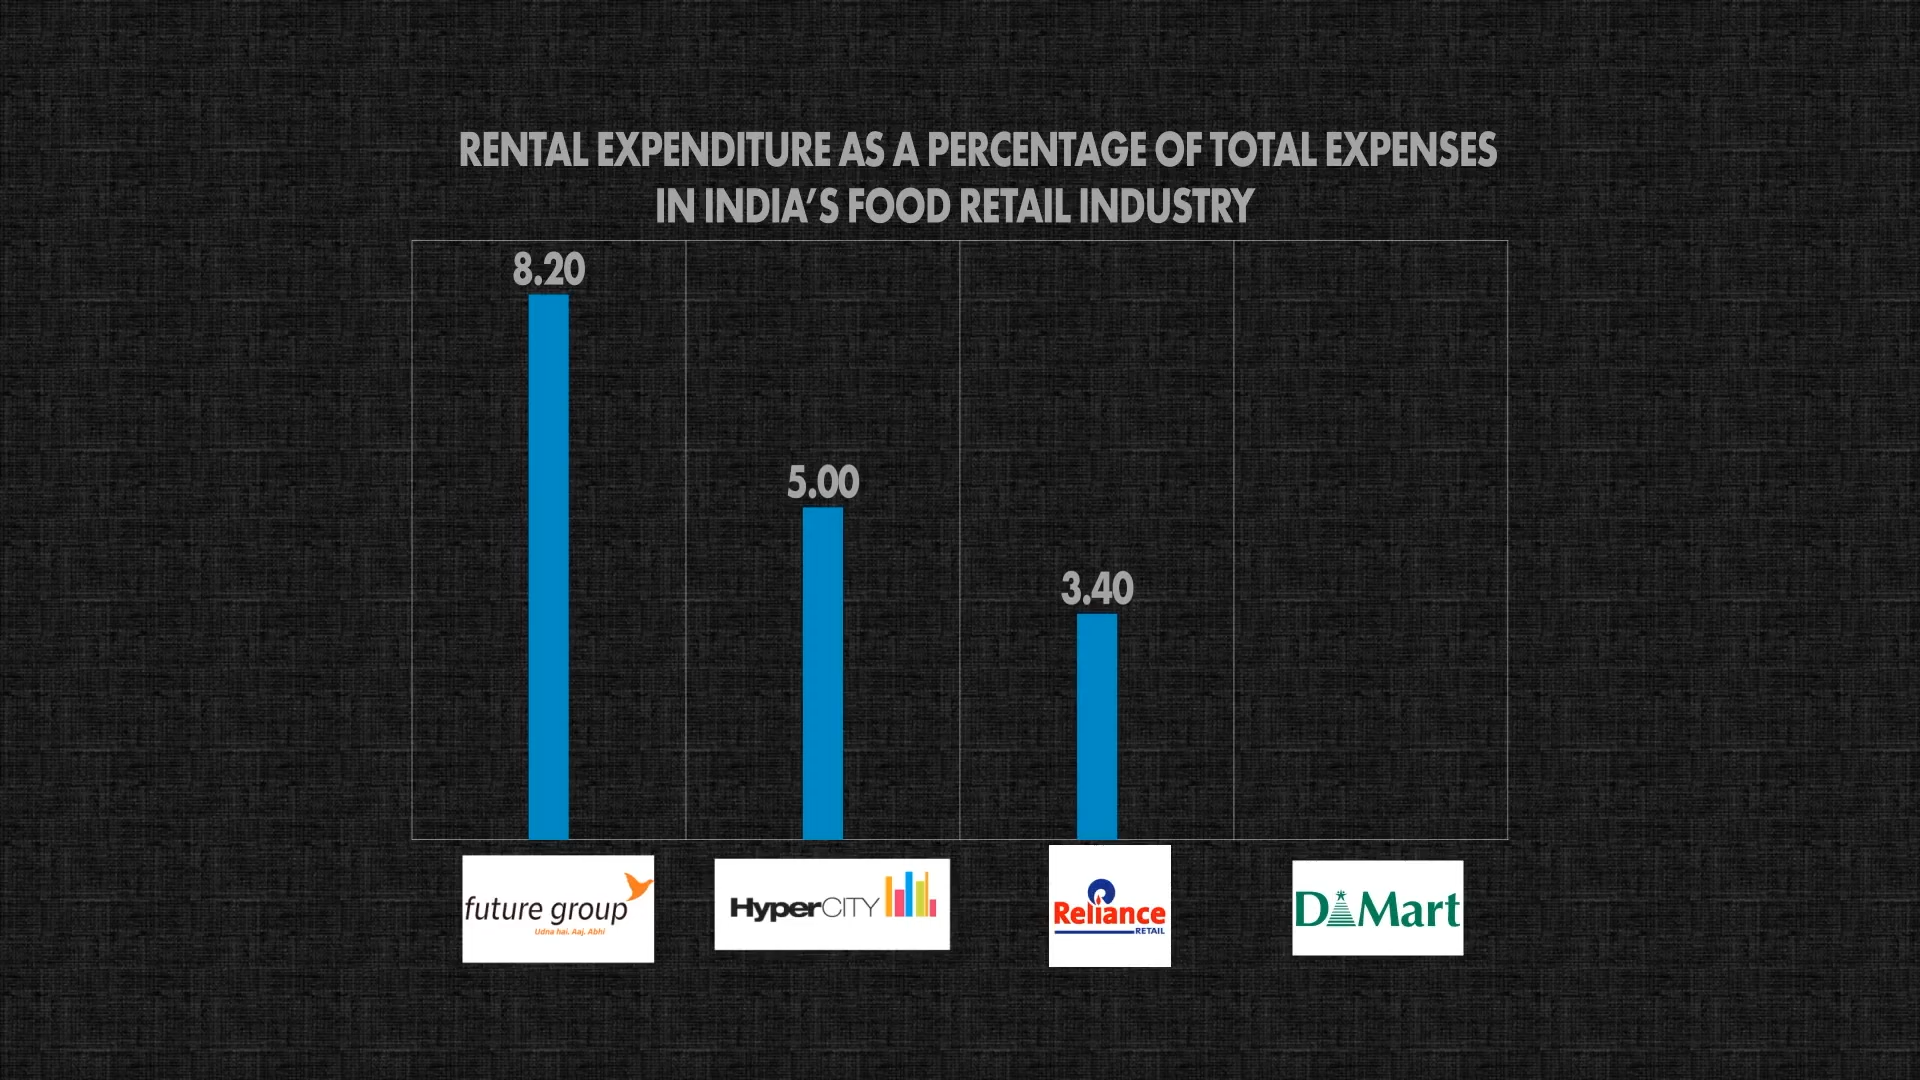 RENTAL EXPENDITURE AS A PERCENTAGE OF TOTAL EXPENSES
IN INDIA’S FOOD RETAIL INDUSTRY
8.20
5.00
3.40
future group
Udna hai. Aaj. Abhi
HyperCITY
Reliance
RETAIL
D Mart